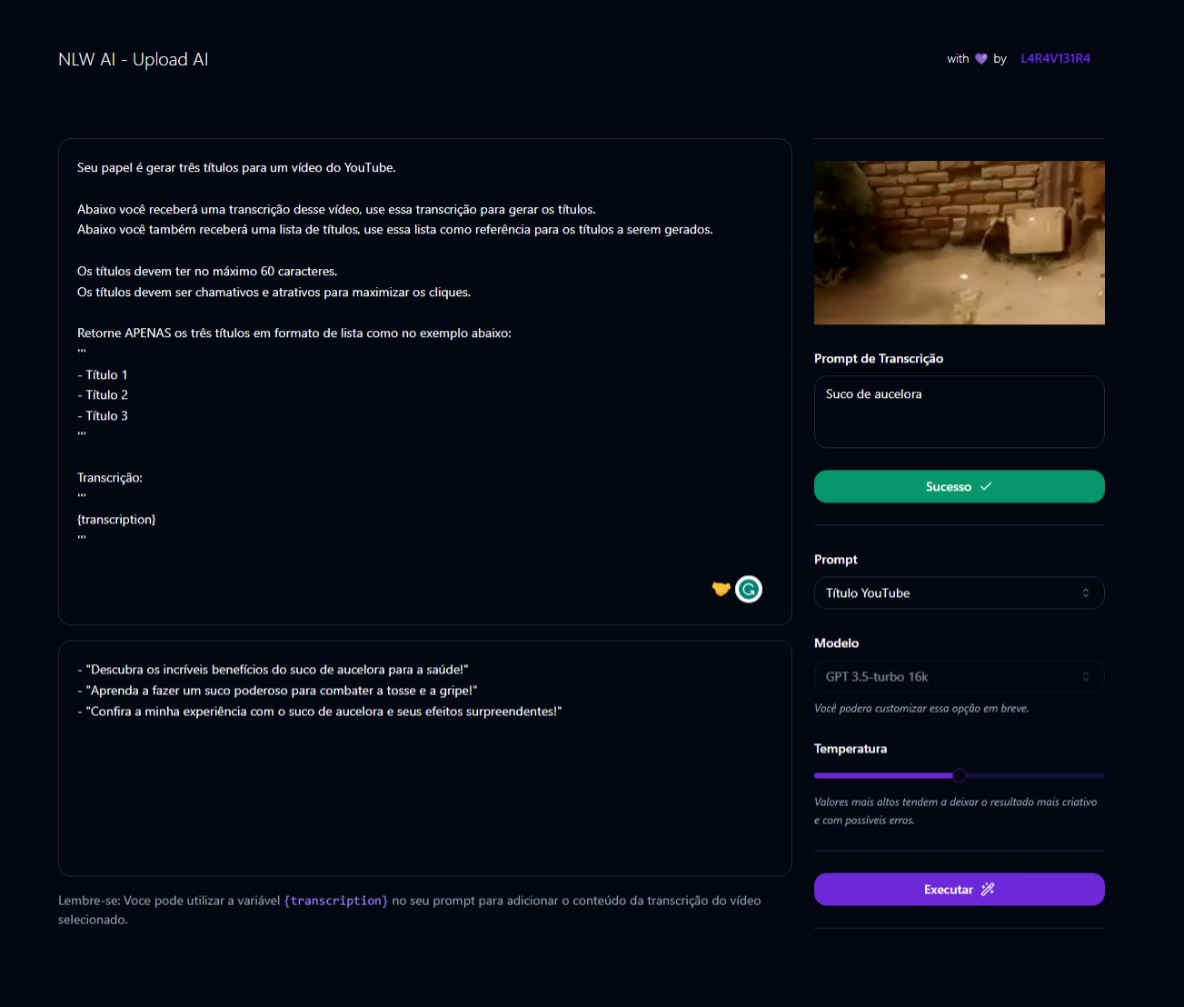 NLW AI - Upload AI
with 💜 by L4R4V131R4
Seu papel é gerar três títulos para um vídeo do YouTube.
Abaixo você receberá uma transcrição desse vídeo, use essa transcrição para gerar os títulos.
Abaixo você também receberá uma lista de títulos, use essa lista como referência para os títulos a serem gerados.
Os títulos devem ter no máximo 60 caracteres.
Os títulos devem ser chamativos e atrativos para maximizar os cliques.
Retorne APENAS os três títulos em formato de lista como no exemplo abaixo:
'''
- Título 1
- Título 2
- Título 3
'''
Transcrição:
'''
{transcription}
'''
- "Descubra os incríveis benefícios do suco de aucelora para a saúde!"
- "Aprenda a fazer um suco poderoso para combater a tosse e a gripe!"
- "Confira a minha experiência com o suco de aucelora e seus efeitos surpreendentes!"
Lembre-se: Voce pode utilizar a variável {transcription} no seu prompt para adicionar o conteúdo da transcrição do vídeo
selecionado.
Prompt de Transcrição
Suco de aucelora
Sucesso
Prompt
Título YouTube
Modelo
GPT 3.5-turbo 16k
Você podera customizar essa opção em breve.
Temperatura
Valores mais altos tendem a deixar o resultado mais criativo
e com possíveis erros.
Executar